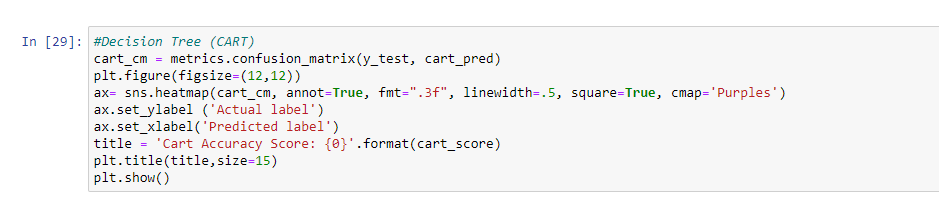 In [29]: #Decision Tree (CART)
cart_cm = metrics.confusion_matrix(y_test, cart_pred)
plt.figure(figsize=(12,12))
ax= sns.heatmap(cart_cm, annot=True, fmt=".3f", linewidth=.5, square=True, cmap='Purples')
ax.set_ylabel ('Actual label')
ax.set_xlabel('Predicted label')
title = 'Cart Accuracy Score: {0}'.format(cart_score)
plt.title(title,size=15)
plt.show()